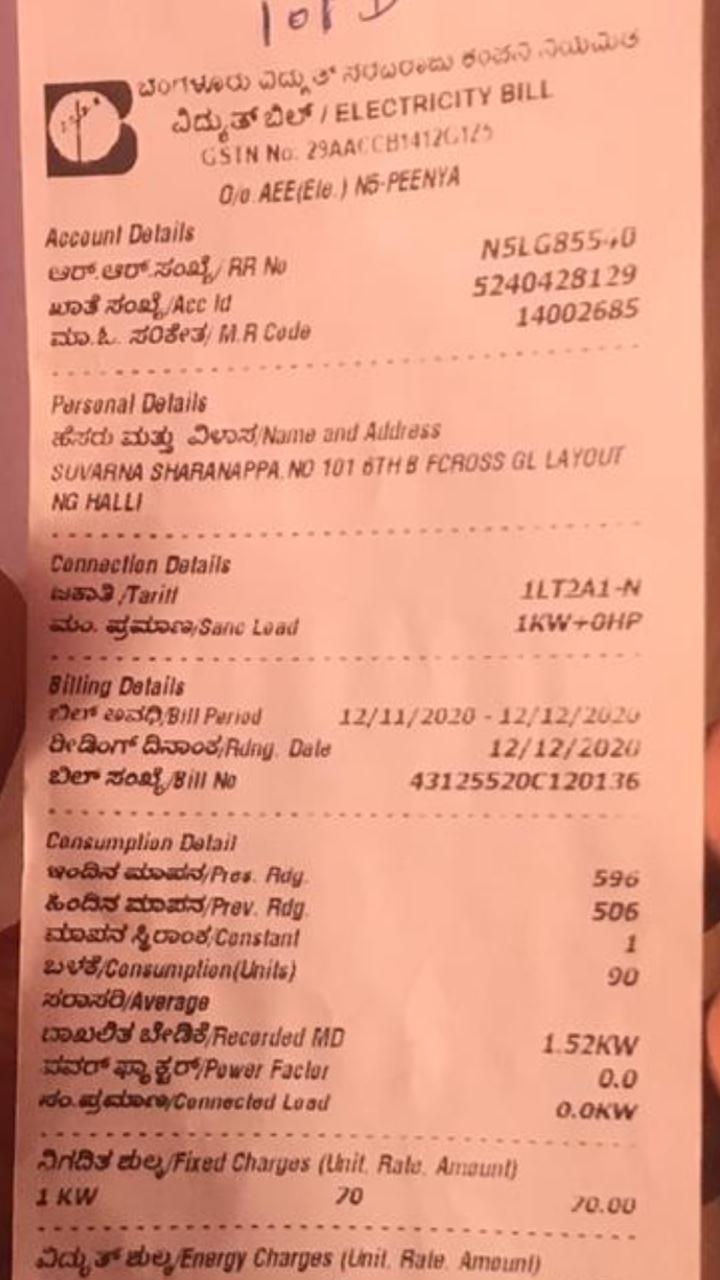 ಬೆಂಗಳೂರು ವಿದ್ಯುತ್ ಸರಬರಾಜು ಕಂಪನಿ ನಿಯಮಿತ
ವಿದ್ಯುತ್ ಬಿಲ್ / ELECTRICITY BILL
GSTN No: 29AACCB1412G1Z5
O/o AEE(Ele.) N5-PEENYA
Account Details
ಆರ್.ಆರ್.ಸಂಖ್ಯೆ/ RR No
5240428129
ಖಾತೆ ಸಂಖ್ಯೆ/Acc Id
14002685
ಮಾ.ಓ. ಸಂಕೇತ/ M.R Code
Personal Details
ಹೆಸರು ಮತ್ತು ವಿಳಾಸ/Name and Address
SUVARNA SHARANAPPA.NO 101 6TH B FCROSS GL LAYOUT
NG HALLI
Connection Details
ಜಕಾತಿ /Tariff 1LT2A1-N
ಮಂ. ಪ್ರಮಾಣ/Sanc Load 1KW+0HP
Billing Details
ಬಿಲ್ ಅವಧಿ/Bill Period 12/11/2020 - 12/12/2020
ರೀಡಿಂಗ್ ದಿನಾಂಕ/Rdng. Date 12/12/2020
ಬಿಲ್ ಸಂಖ್ಯೆ/Bill No 43125520C120136
Consumption Detail
ಇಂದಿನ ಮಾಪನ/Pres. Rdg. 596
ಹಿಂದಿನ ಮಾಪನ/Prev. Rdg. 506
ಮಾಪನ ಸ್ಥಿರಾಂಕ/Constant 1
ಬಳಕೆ/Consumption(Units) 90
ಸರಾಸರಿ/Average
ದಾಖಲಿತ ಬೇಡಿಕೆ/Recorded MD 1.52KW
ಪವರ್ ಫ್ಯಾಕ್ಟರ್/Power Factor 0.0
ಸಂ.ಪ್ರಮಾಣ/Connected Load 0.0KW
ನಿಗದಿತ ಶುಲ್ಕ/Fixed Charges (Unit, Rate, Amount)
1 KW 70 70.00
ವಿದ್ಯುತ್ ಶುಲ್ಕ/Energy Charges (Unit, Rate, Amount)